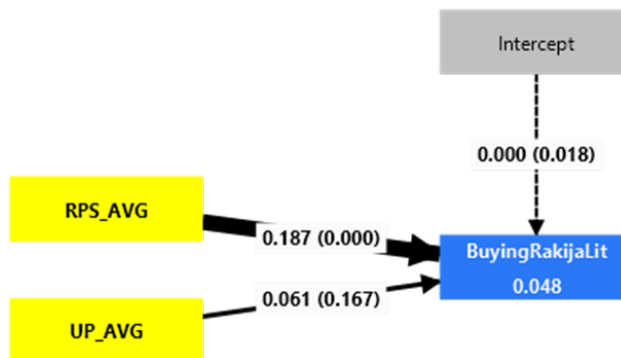 Intercept
0.000 (0.018)
RPS_AVG
0.187 (0.000)
BuyingRakijaLit
0.048
0.061 (0.167)
UP_AVG